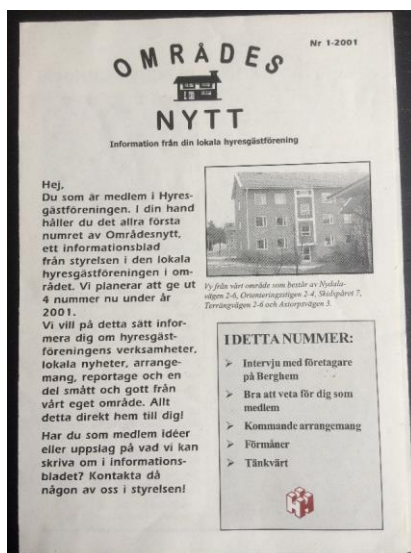 Nr 1-2001
OMRÅDES
NYTT
Information från din lokala hyresgästförening
Hej,
Du som är medlem i Hyres-
gästföreningen. I din hand
håller du det allra första
numret av Områdesnytt,
ett informationsblad
från styrelsen i den lokala
hyresgästföreningen i om-
rådet. Vi planerar att ge ut
4 nummer nu under år
2001.
Vi vill på detta sätt infor-
mera dig om hyresgäst-
föreningens verksamheter,
lokala nyheter, arrange-
mang, reportage och en
del smått och gott från
vårt eget område. Allt
detta direkt hem till dig!
Har du som medlem idéer
eller uppslag på vad vi kan
skriva om i informations-
bladet? Kontakta då
någon av oss i styrelsen!
Vy från vårt område som består av Nydala-
vägen 2-6, Orienteringsstigen 2-4, Skidspåret 7,
Terrängvägen 2-6 och Axtorpsvägen 3.
I DETTA NUMMER:
➢ Intervju med företagare
på Berghem
➢ Bra att veta för dig som
medlem
➢ Kommande arrangemang
➢ Förmåner
➢ Tänkvärt